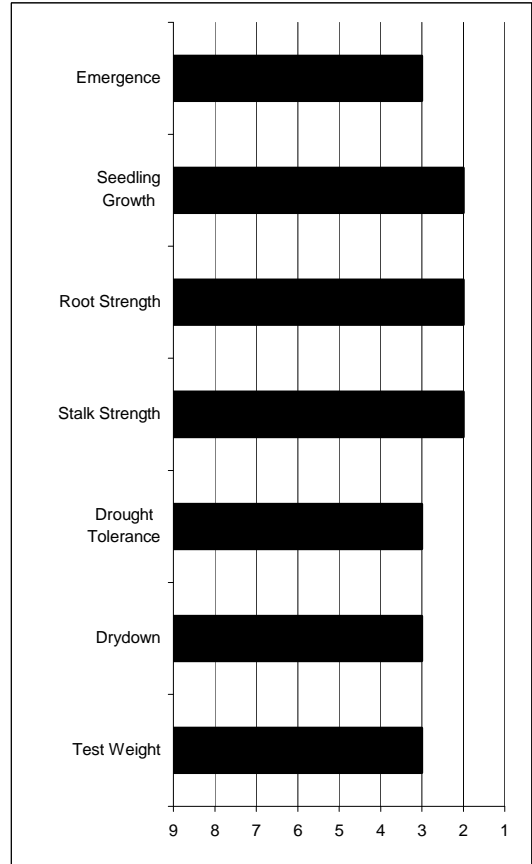 Emergence
Seedling
Growth
Root Strength
Stalk Strength
Drought
Tolerance
Drydown
Test Weight
9 8 7 6 5 4 3 2 1